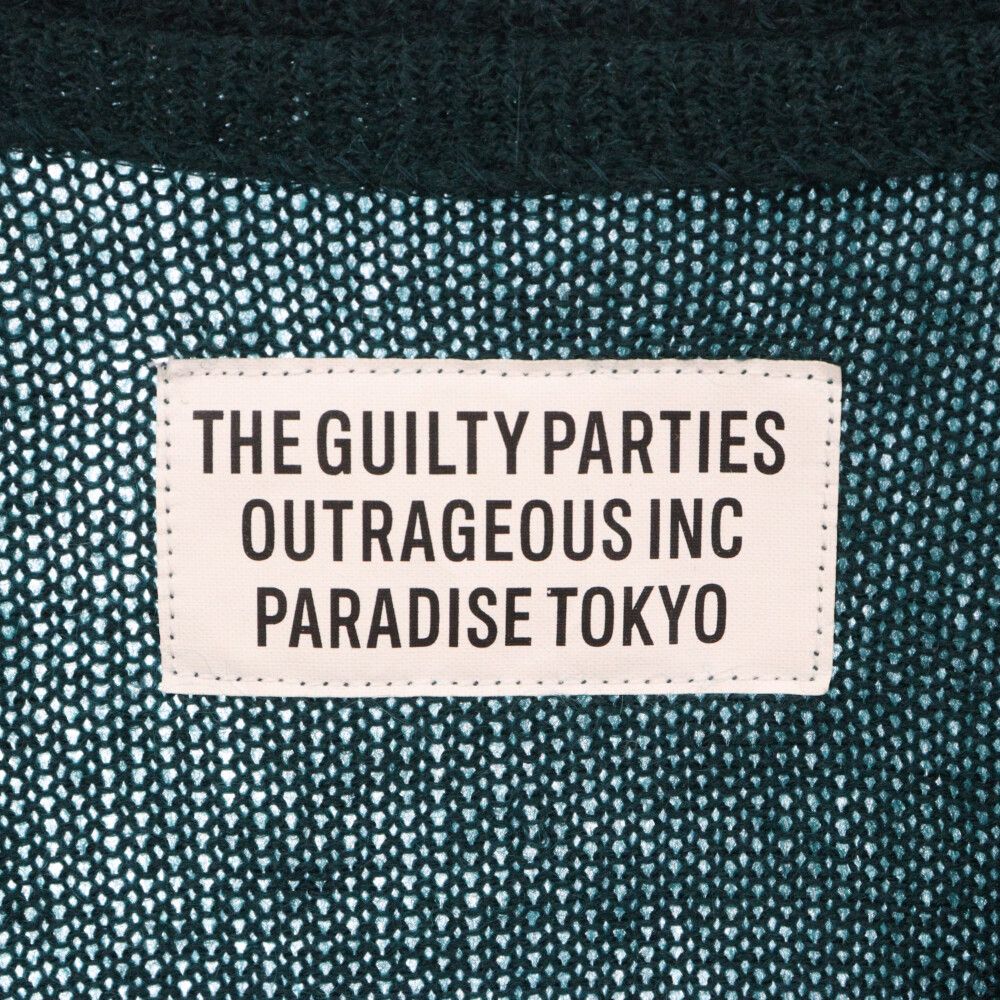 THE GUILTY PARTIES
OUTRAGEOUS INC
PARADISE TOKYO